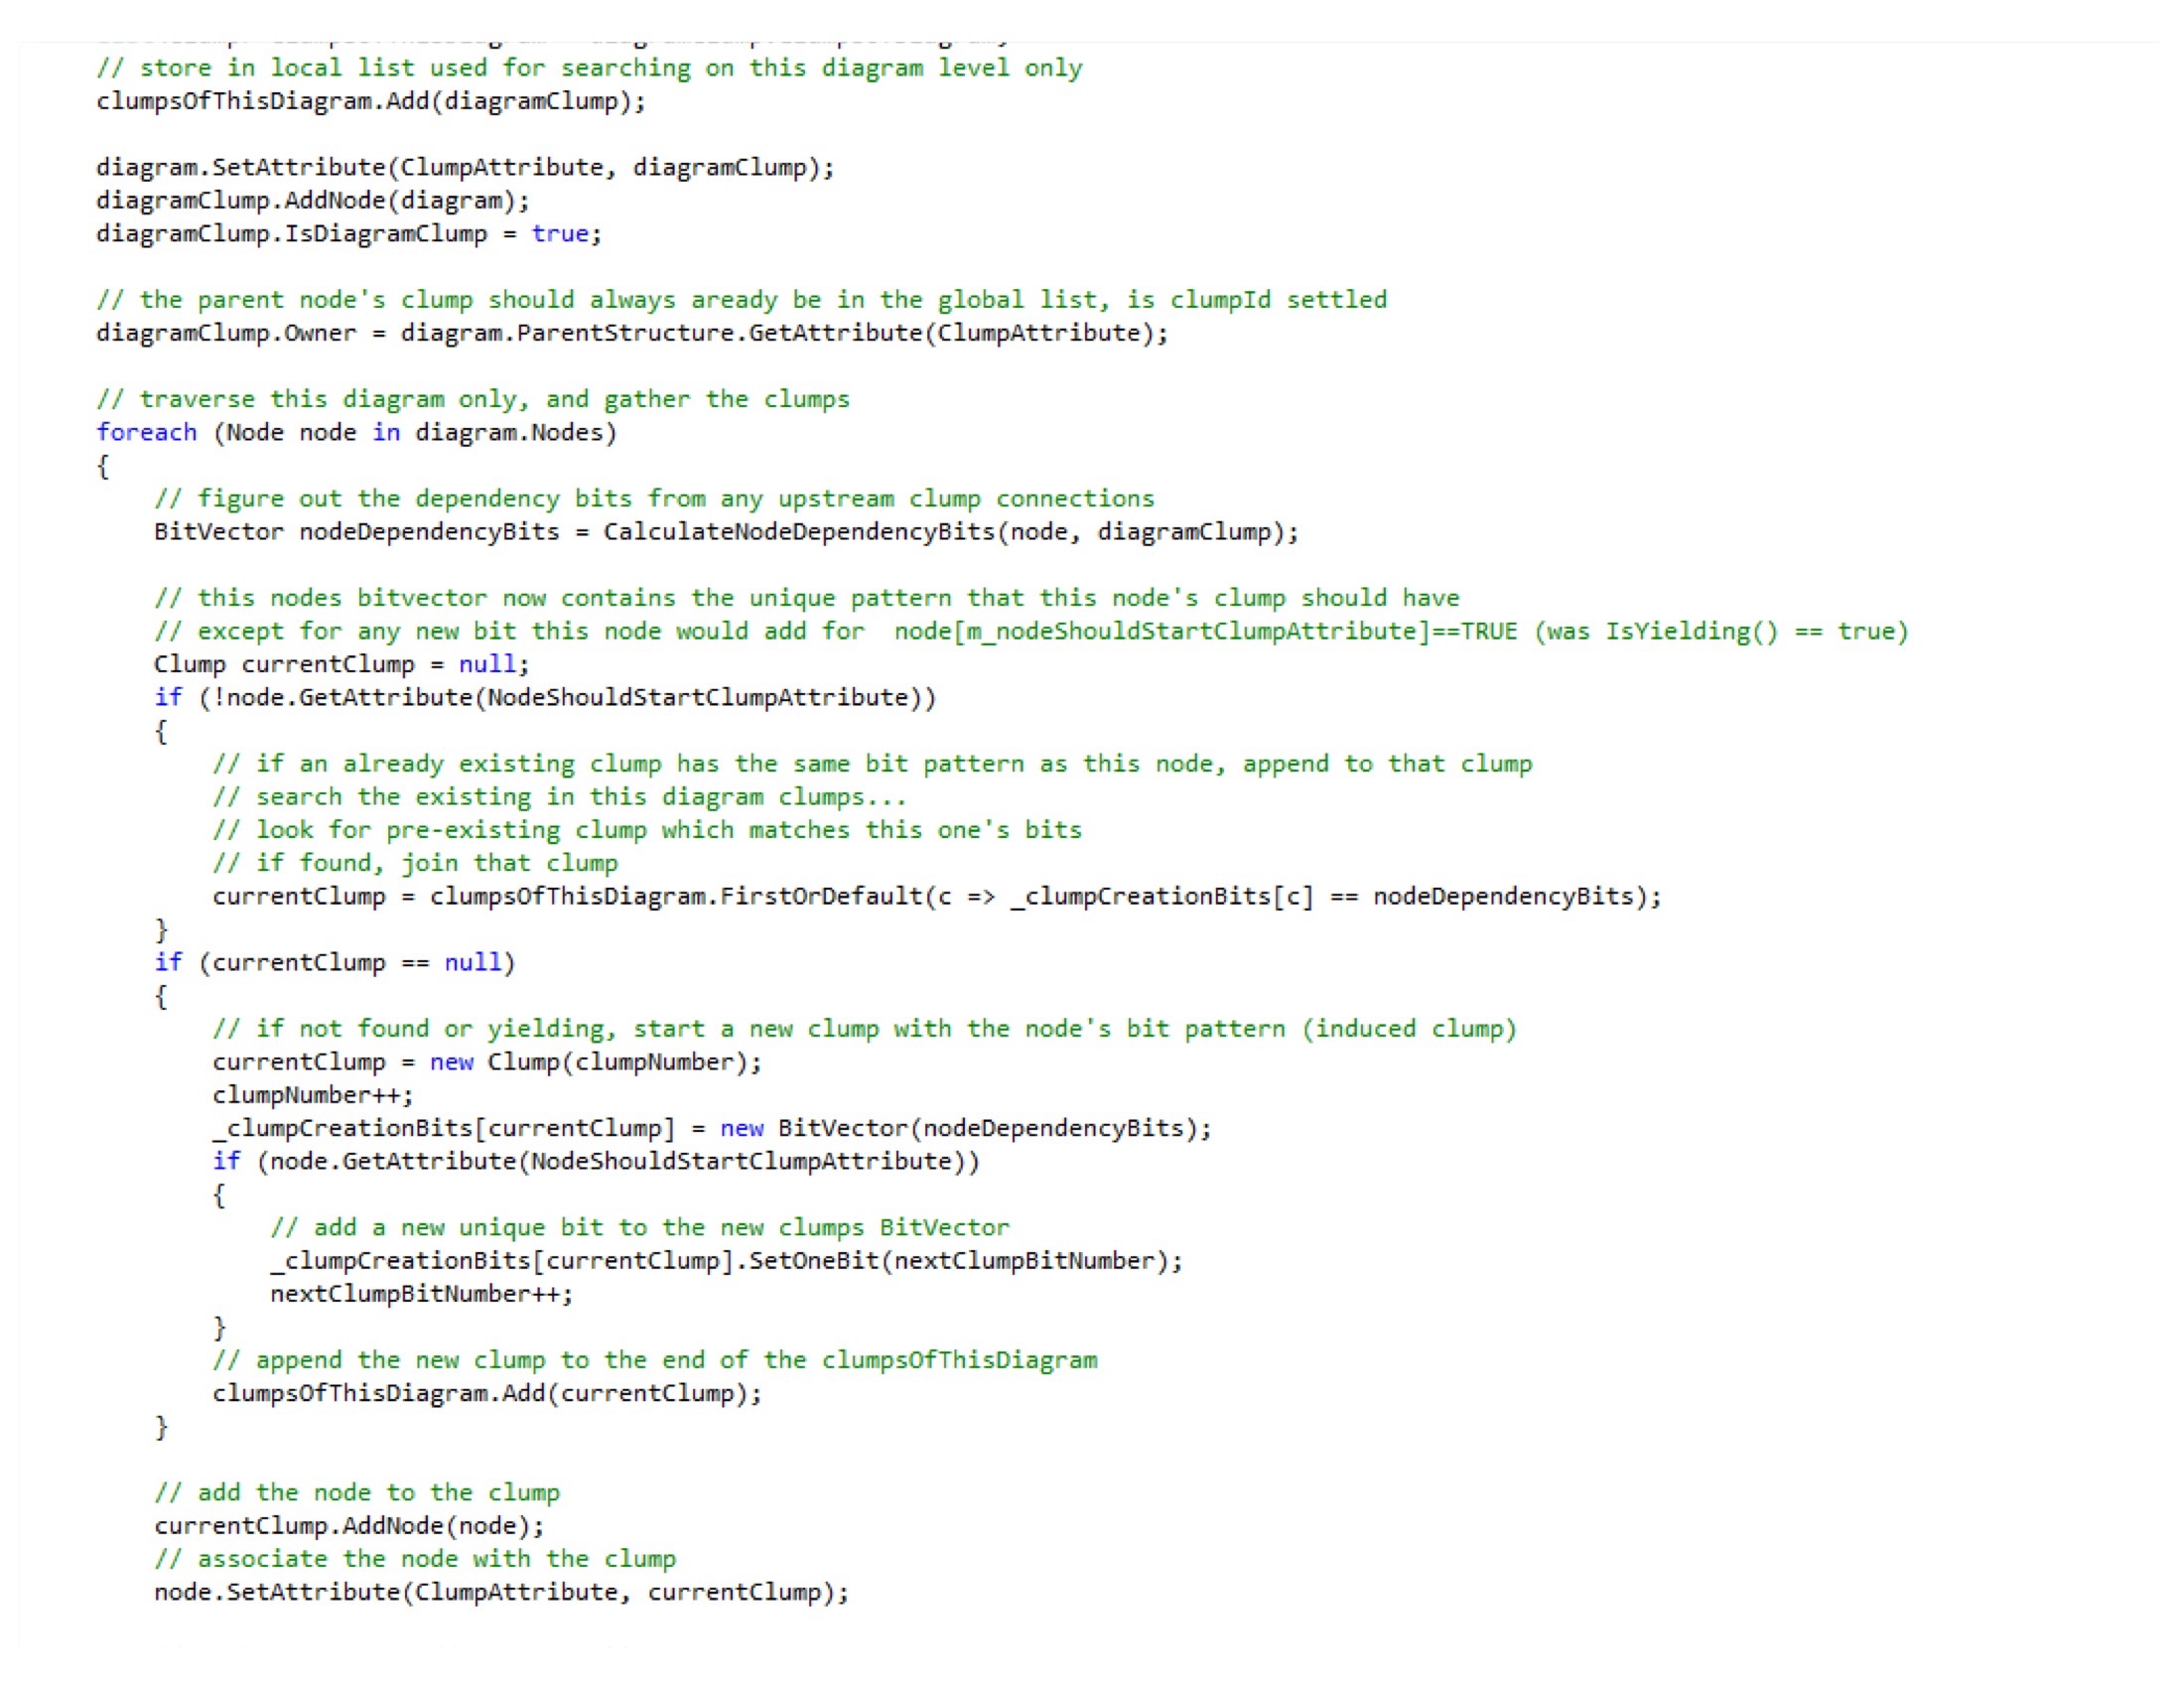 // store in local list used for searching on this diagram level only
clumpsOfThisDiagram.Add(diagramClump);
diagram.SetAttribute(ClumpAttribute, diagramClump);
diagramClump.AddNode(diagram);
diagramClump.IsDiagramClump = true;
// the parent node's clump should always aready be in the global list, is clumpId settled
diagramClump.Owner = diagram.ParentStructure.GetAttribute(ClumpAttribute);
// traverse this diagram only, and gather the clumps
foreach (Node node in diagram.Nodes)
{
// figure out the dependency bits from any upstream clump connections
BitVector nodeDependencyBits = CalculateNodeDependencyBits(node, diagramClump);
// this nodes bitvector now contains the unique pattern that this node's clump should have
// except for any new bit this node would add for  node[m_nodeShouldStartClumpAttribute]==TRUE (was IsYielding() == true)
Clump currentClump = null;
if (!node.GetAttribute(NodeShouldStartClumpAttribute))
{
// if an already existing clump has the same bit pattern as this node, append to that clump
// search the existing in this diagram clumps...
// look for pre-existing clump which matches this one's bits
// if found, join that clump
currentClump = clumpsOfThisDiagram.FirstOrDefault(c => _clumpCreationBits[c] == nodeDependencyBits);
}
if (currentClump == null)
{
// if not found or yielding, start a new clump with the node's bit pattern (induced clump)
currentClump = new Clump(clumpNumber);
clumpNumber++;
_clumpCreationBits[currentClump] = new BitVector(nodeDependencyBits);
if (node.GetAttribute(NodeShouldStartClumpAttribute))
{
// add a new unique bit to the new clumps BitVector
_clumpCreationBits[currentClump].SetOneBit(nextClumpBitNumber);
nextClumpBitNumber++;
}
// append the new clump to the end of the clumpsOfThisDiagram
clumpsOfThisDiagram.Add(currentClump);
}
// add the node to the clump
currentClump.AddNode(node);
// associate the node with the clump
node.SetAttribute(ClumpAttribute, currentClump);